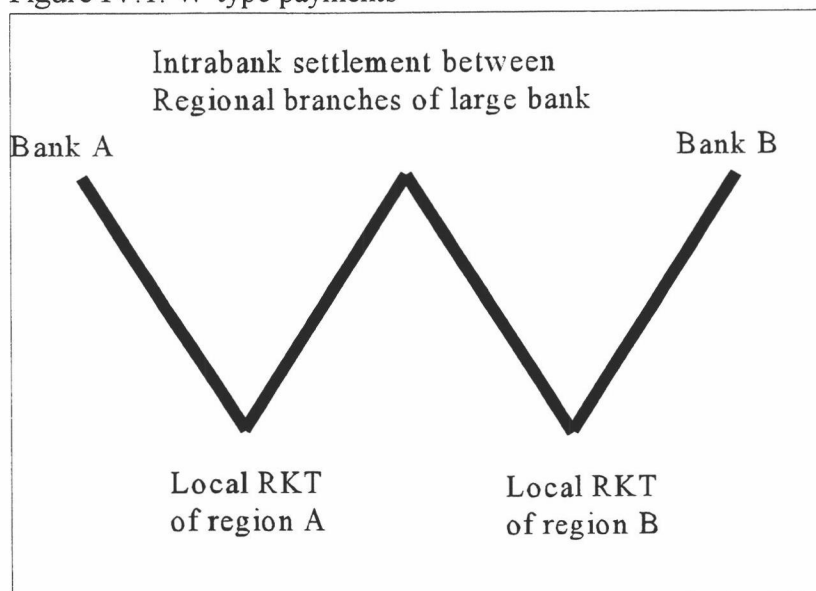 Figure IV.1: W-type payments
Intrabank settlement between
Regional branches of large bank
Bank A
Bank B
Local RKT
of region A
Local RKT
of region B